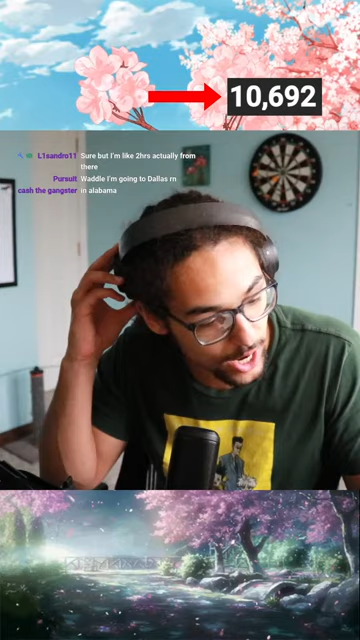 10,692
L1sandro11 Sure but I'm like 2hrs actually from
there
Pursuit Waddle I'm going to Dallas rn
cash the gangster in alabama